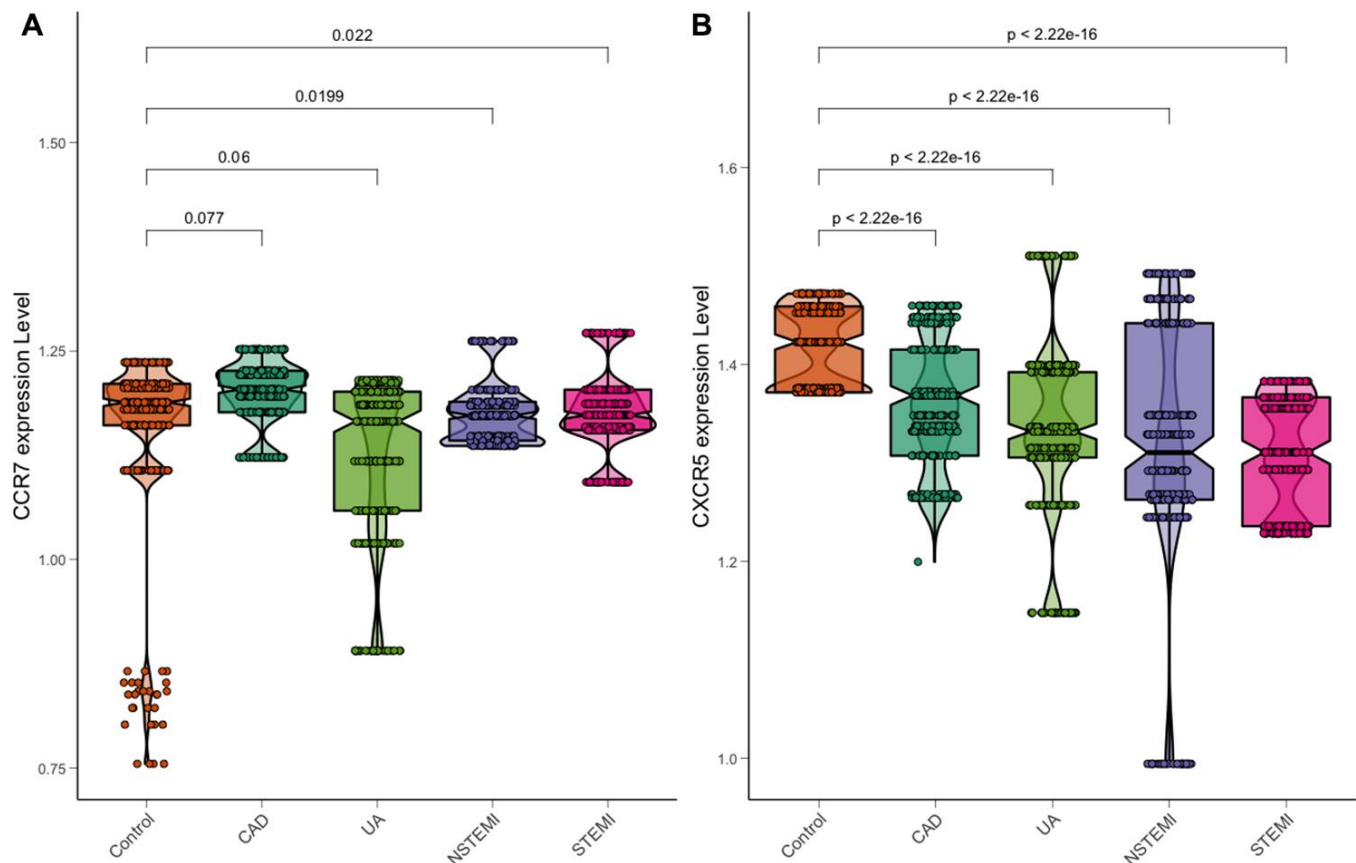 A
0.022
0.0199
0.06
0.077
1.50
1.25
1.00
0.75
CCR7 expression Level
Control
CAD
UA
NSTEMI
STEMI
B
p < 2.22e-16
p < 2.22e-16
p < 2.22e-16
p < 2.22e-16
1.6
1.4
1.2
1.0
CXCR5 expression Level
Control
CAD
UA
NSTEMI
STEMI